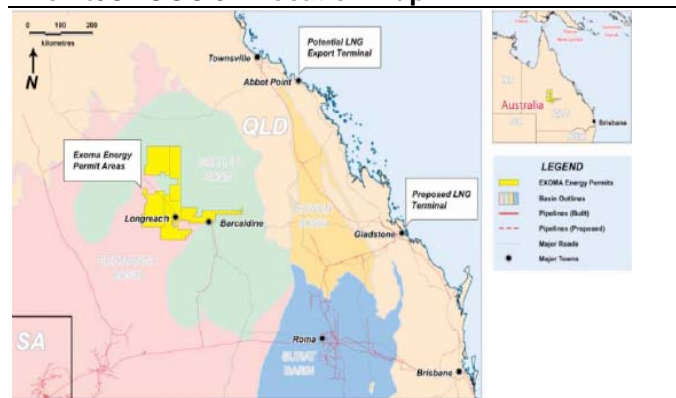 0 100 200
kilometres
N
Potential LNG
Export Terminal
Townsville
Abbot Point
QLD
Exoma Energy
Permit Areas
Proposed LNG
Terminal
Longreach
Barcaldine
Gladstone
SA
Roma
SURAT
BASIN
Brisbane
Australia
Brisbane
LEGEND
EXOMA Energy Permits
Basin Outlines
Pipelines (Built)
Pipelines (Proposed)
Major Roads
Major Towns